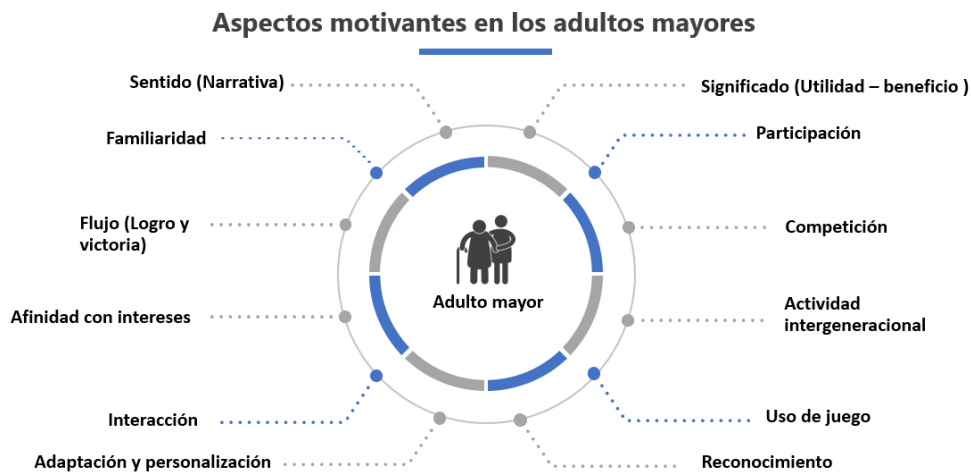 Aspectos motivantes en los adultos mayores
Sentido (Narrativa)
Significado (Utilidad – beneficio )
Familiaridad
Participación
Flujo (Logro y
victoria)
Competición
Adulto mayor
Afinidad con intereses
Actividad
intergeneracional
Interacción
Uso de juego
Adaptación y personalización
Reconocimiento